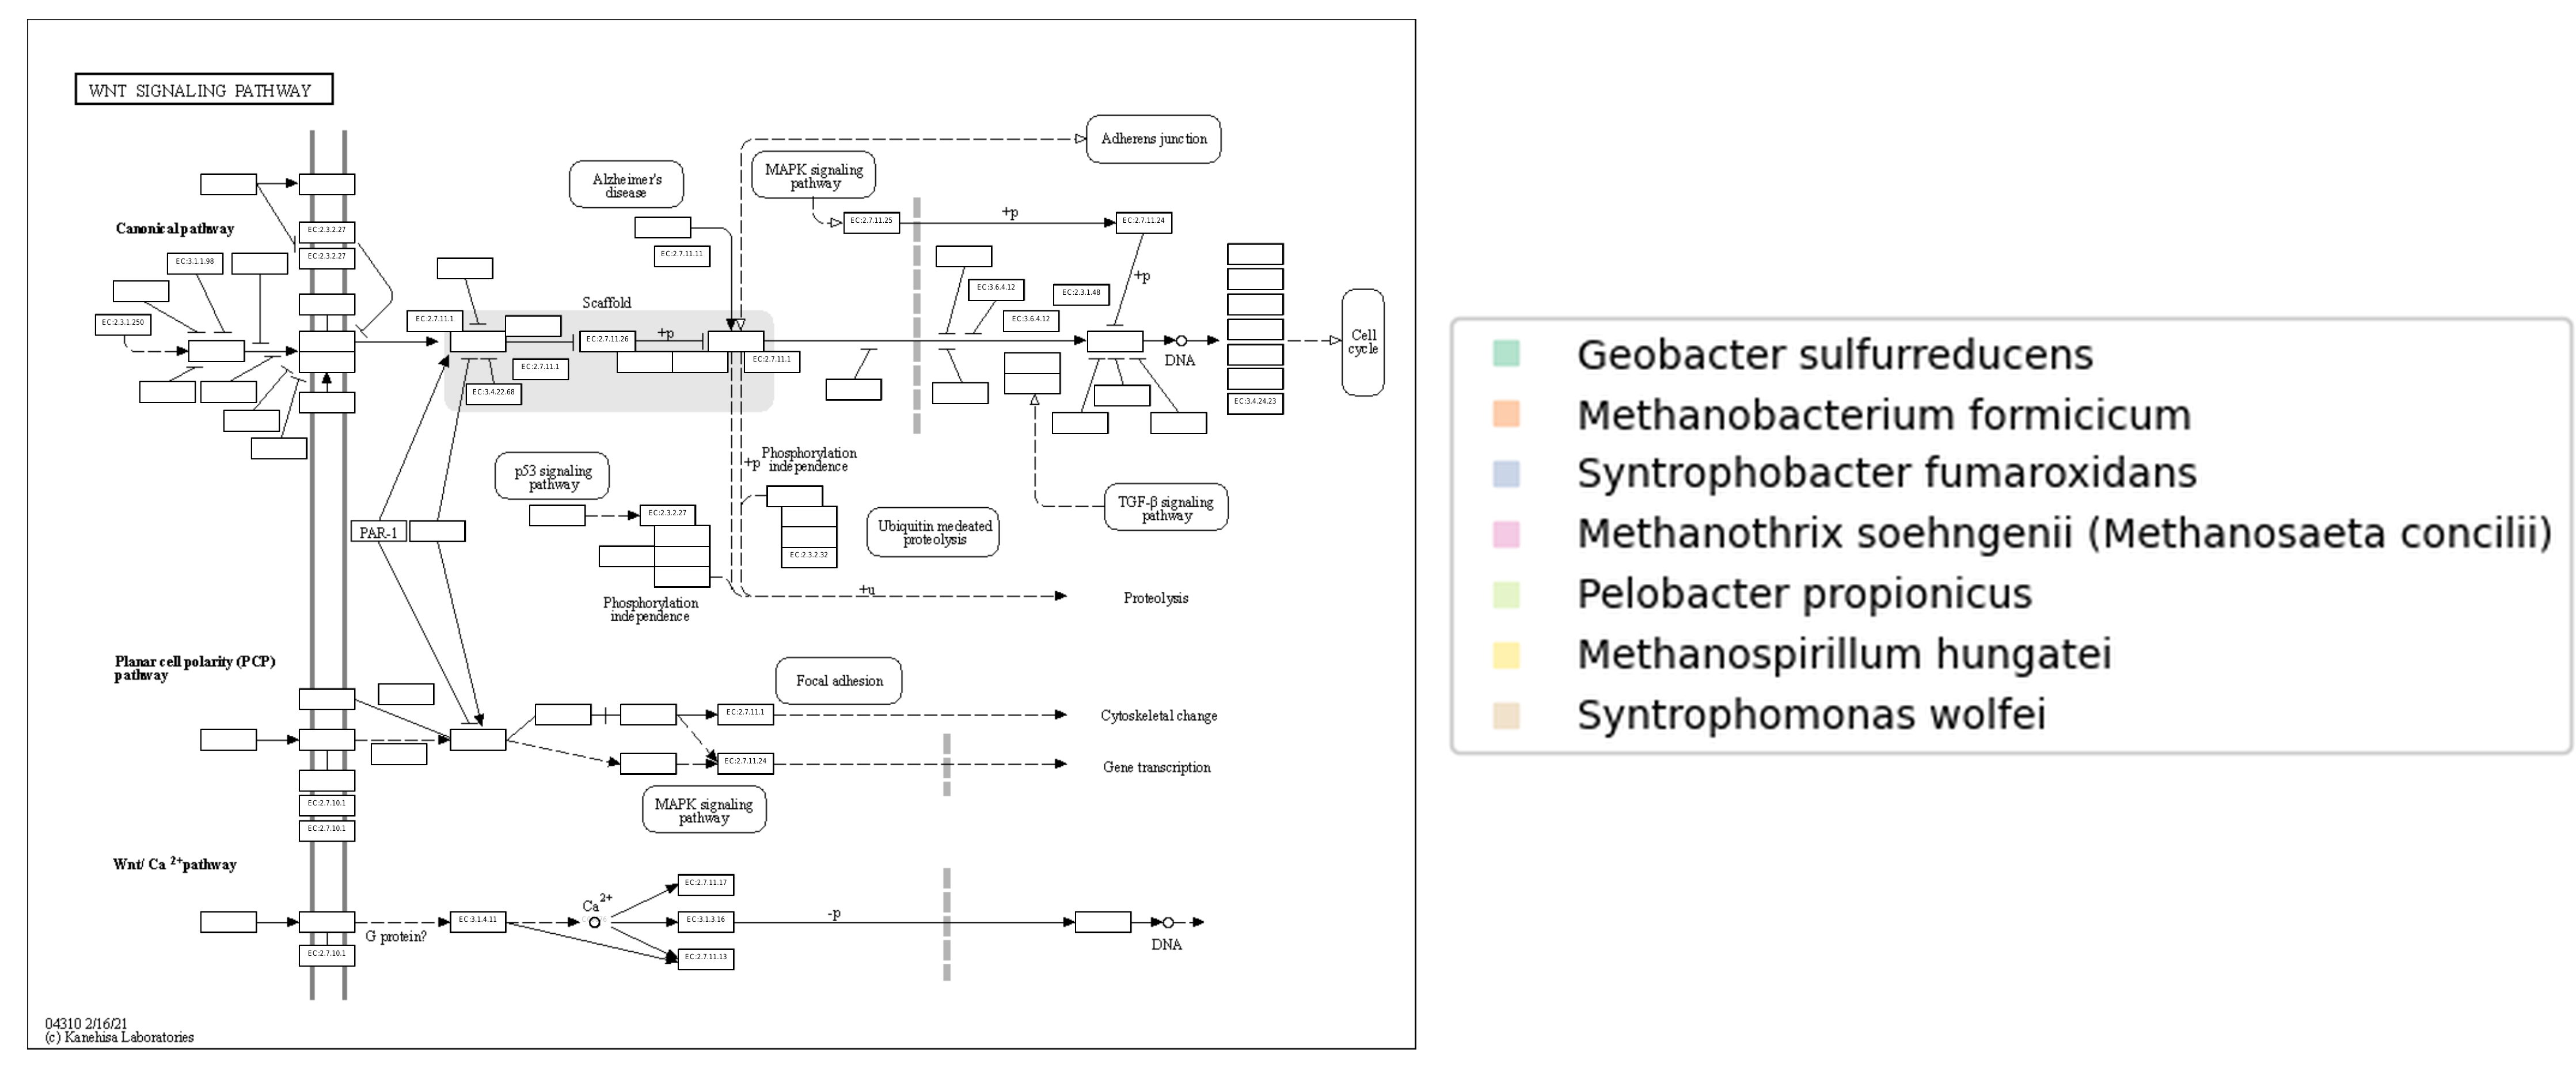 WNT SIGNALING PATHWAY
Adherens junction
MAPK signaling
pathway
Alzheimer's
disease
EC:2.7.11.25
+p
EC:2.7.11.24
Canonical pathway
EC:2.3.2.27
EC:2.3.2.27
EC:2.7.11.11
EC:3.1.1.98
+p
EC:3.6.4.12
EC:2.3.1.48
Scaffold
EC:2.3.1.250
EC:2.7.11.1
EC:3.6.4.12
EC:2.7.11.26
+p
Cell
cycle
DNA
EC:2.7.11.1
EC:2.7.11.1
EC:3.4.22.68
EC:3.4.24.23
+p
Phosphorylation
independence
p53 signaling
pathway
TGF-β signaling
pathway
EC:2.3.2.27
Ubiquitin medeated
proteolysis
PAR-1
EC:2.3.2.32
+u
Proteolysis
Phosphorylation
independence
Planar cell polarity (PCP)
pathway
Focal adhesion
EC:2.7.11.1
Cytoskeletal change
EC:2.7.11.24
Gene transcription
MAPK signaling
pathway
EC:2.7.10.1
EC:2.7.10.1
Wnt/ Ca 2+ pathway
EC:2.7.11.17
Ca 2+
EC:3.1.4.11
EC:3.1.3.16
-p
G protein?
DNA
EC:2.7.10.1
EC:2.7.11.13
04310 2/16/21
(c) Kanehisa Laboratories
Geobacter sulfurreducens
Methanobacterium formicicum
Syntrophobacter fumaroxidans
Methanothrix soehngenii (Methanosaeta concilii)
Pelobacter propionicus
Methanospirillum hungatei
Syntrophomonas wolfei